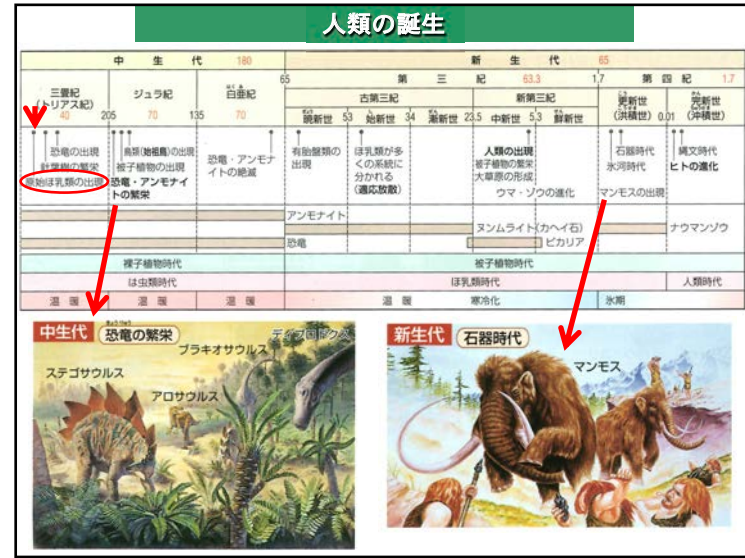 人類の誕生
中　生　代　180
新　生　代　65
65
第　三　紀　63.3
1.7
第　四　紀　1.7
三畳紀
(トリアス紀)
40
205
ジュラ紀
70
135
はくあ
白亜紀
70
古第三紀
新第三紀
暁新世
53
始新世
34
漸新世
23.5
中新世
5.3
鮮新世
更新世
(洪積世)
0.01
完新世
(沖積世)
恐竜の出現
針葉樹の繁栄
原始ほ乳類の出現
鳥類(始祖鳥)の出現
被子植物の出現
恐竜・アンモナイ
トの繁栄
恐竜・アンモナ
イトの絶滅
有胎盤類の
出現
ほ乳類が多
くの系統に
分かれる
(適応放散)
人類の出現
被子植物の繁栄
大草原の形成
ウマ・ゾウの進化
石器時代
氷河時代
マンモスの出現
縄文時代
ヒトの進化
アンモナイト
ヌンムライト(カヘイ石)
ナウマンゾウ
恐竜
ビカリア
裸子植物時代
被子植物時代
は虫類時代
ほ乳類時代
人類時代
温　暖
温　暖
温　暖
温　暖
寒冷化
氷期
中生代
きょうりゅう
恐竜の繁栄
ディプロドクス
ブラキオサウルス
ステゴサウルス
アロサウルス
新生代
石器時代
マンモス